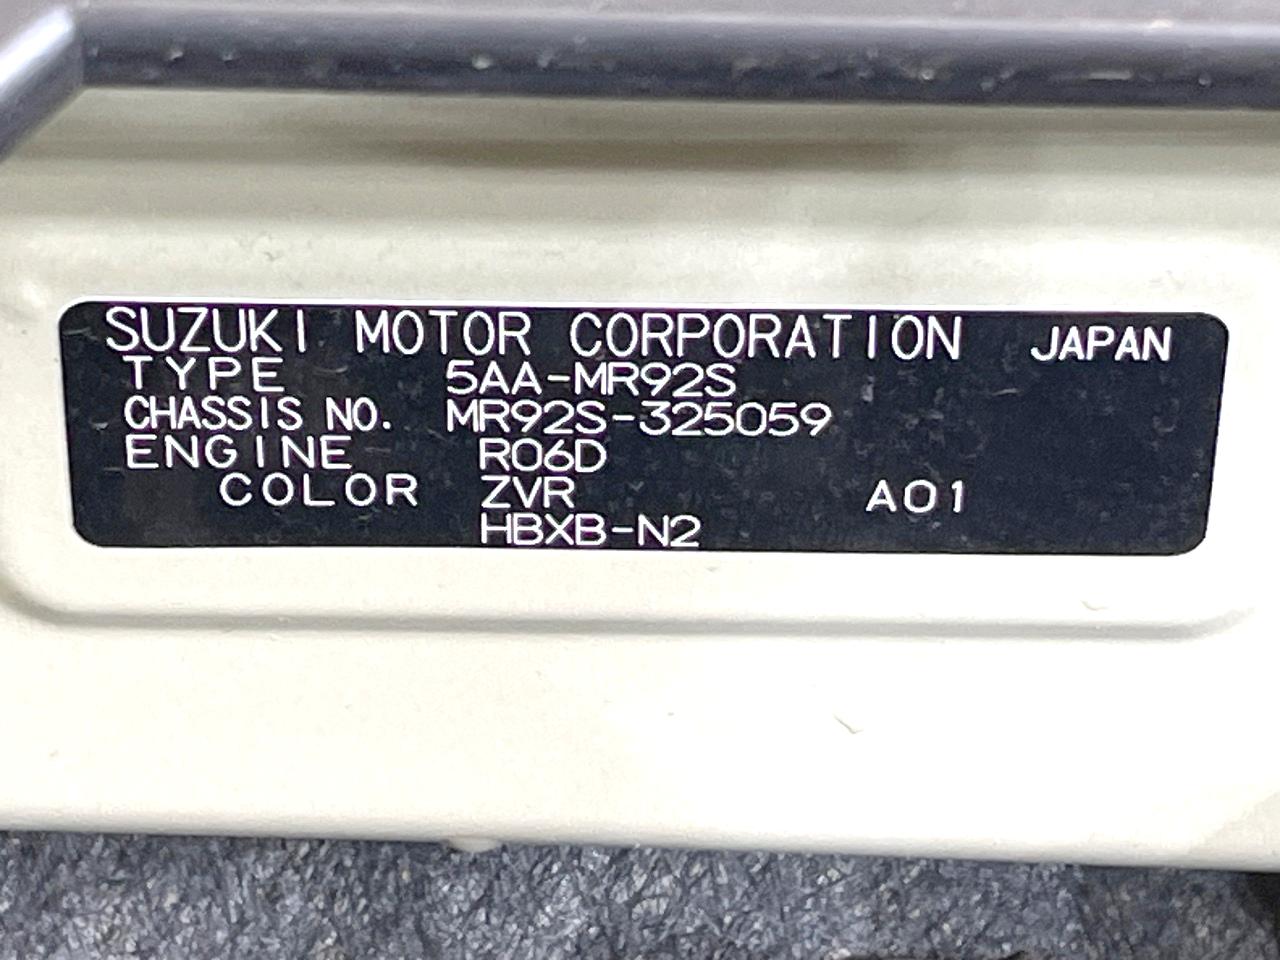 SUZUKI MOTOR CORPORATION JAPAN
TYPE 5AA-MR92S
CHASSIS NO. MR92S-325059
ENGINE R06D
COLOR ZVR A01
HBXB-N2